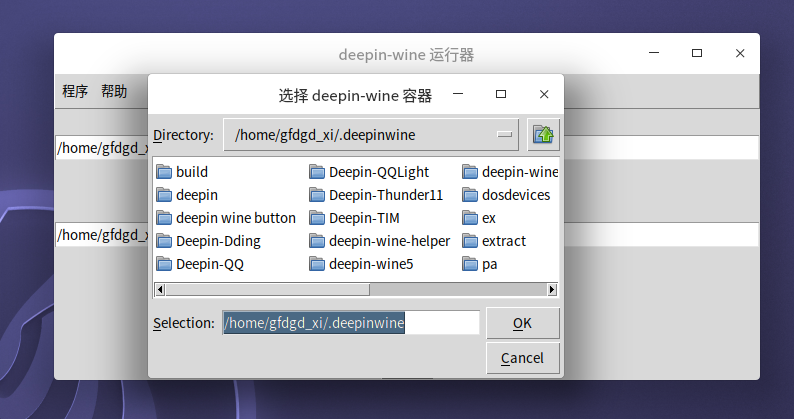 deepin-wine 运行器
程序 帮助
选择 deepin-wine 容器
Directory: /home/gfdgd_xi/.deepinwine
/home/gfdgd_x
build Deepin-QQLight deepin-wine
deepin Deepin-Thunder11 dosdevices
deepin wine button Deepin-TIM ex
Deepin-Dding deepin-wine-helper extract
Deepin-QQ deepin-wine5 pa
/home/gfdgd_x
Selection: /home/gfdgd_xi/.deepinwine OK
Cancel